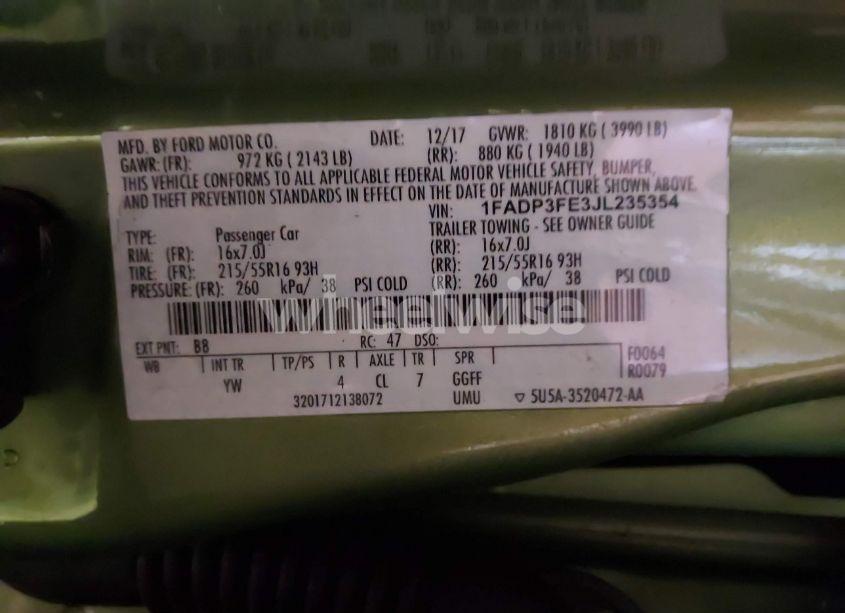 MFD. BY FORD MOTOR CO. DATE: 12/17 GVWR: 1810 KG ( 3990 LB)
GAWR: (FR): 972 KG ( 2143 LB) (RR): 880 KG ( 1940 LB)
THIS VEHICLE CONFORMS TO ALL APPLICABLE FEDERAL MOTOR VEHICLE SAFETY, BUMPER,
AND THEFT PREVENTION STANDARDS IN EFFECT ON THE DATE OF MANUFACTURE SHOWN ABOVE.
VIN: 1FADP3FE3JL235354
TYPE: Passenger Car TRAILER TOWING - SEE OWNER GUIDE
RIM: (FR): 16x7.0J (RR): 16x7.0J
TIRE: (FR): 215/55R16 93H (RR): 215/55R16 93H
PRESSURE: (FR): 260 kPa/ 38 PSI COLD (RR): 260 kPa/ 38 PSI COLD
wheelwise
EXT PNT: B8 RC: 47 DSO:
WB INT TR TP/PS R AXLE TR SPR F0064
YW 4 CL 7 GGFF R0079
3201712138072 UMU ▽ 5U5A-3520472-AA